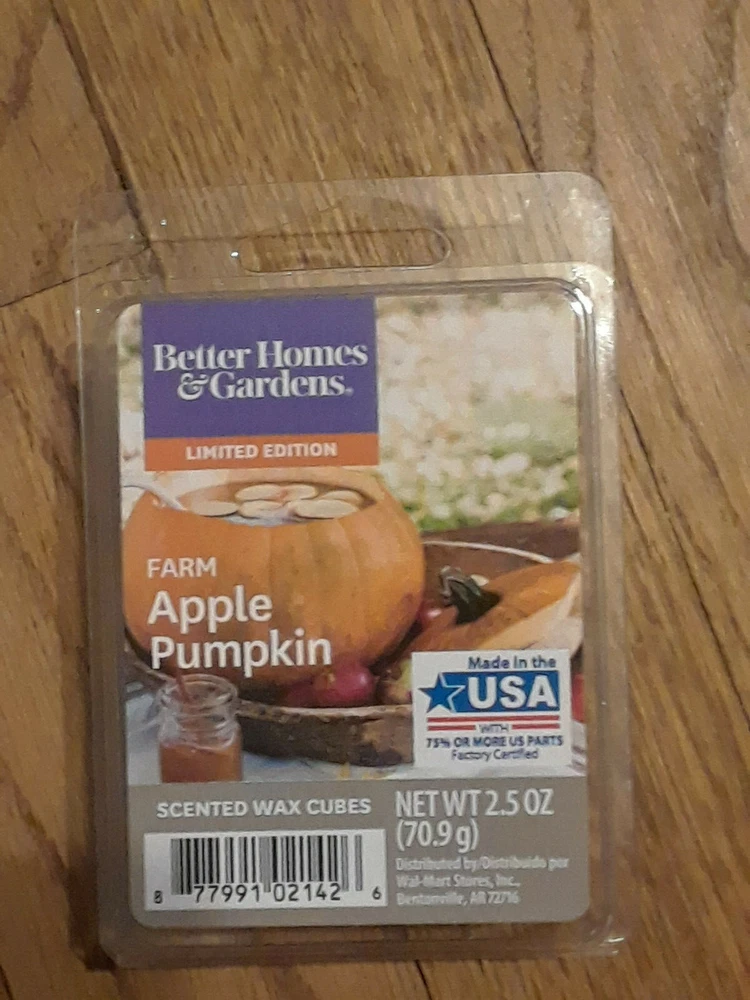 Better Homes
& Gardens®
LIMITED EDITION
FARM
Apple
Pumpkin
Made in the
USA
WITH
75% OR MORE US PARTS
Factory Certified
SCENTED WAX CUBES
NET WT 2.5 OZ
(70.9 g)
Distributed by/Distribuido por
Wal-Mart Stores, Inc.,
Bentonville, AR 72716
8 77991 02142 6